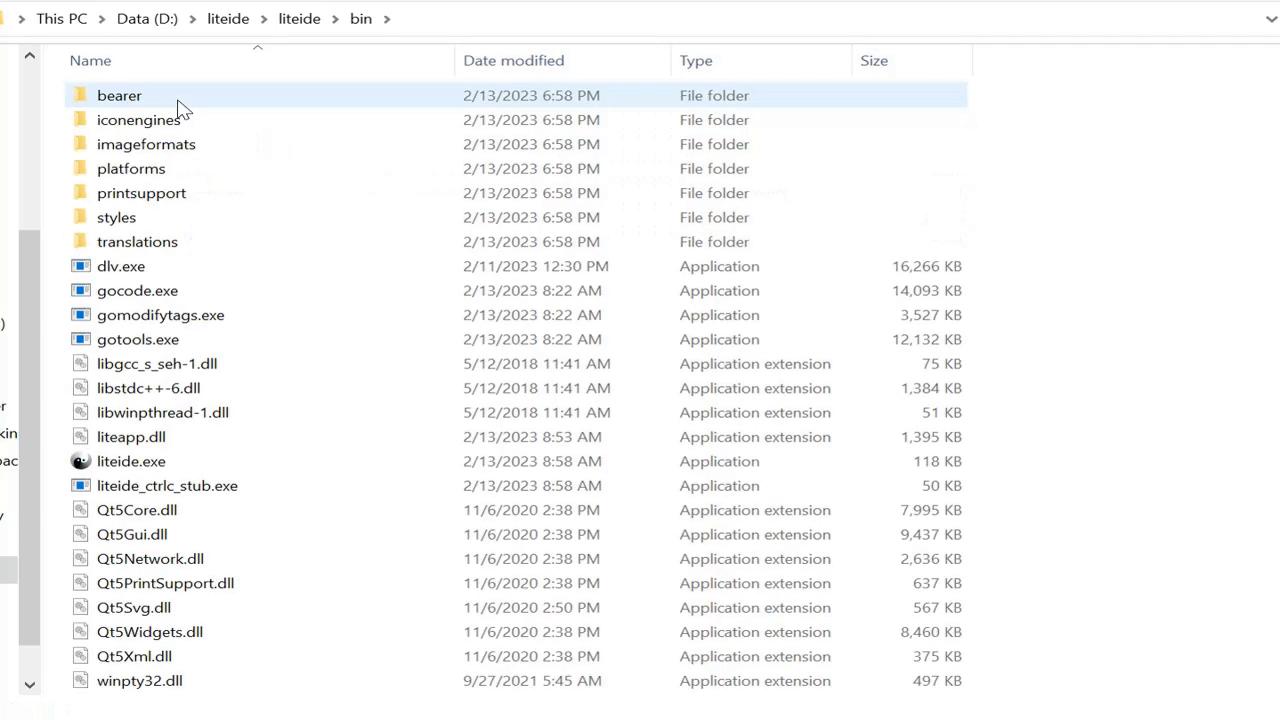 This PC > Data (D:) > liteide > liteide > bin >
Name Date modified Type Size
bearer 2/13/2023 6:58 PM File folder
iconengines 2/13/2023 6:58 PM File folder
imageformats 2/13/2023 6:58 PM File folder
platforms 2/13/2023 6:58 PM File folder
printsupport 2/13/2023 6:58 PM File folder
styles 2/13/2023 6:58 PM File folder
translations 2/13/2023 6:58 PM File folder
dlv.exe 2/11/2023 12:30 PM Application 16,266 KB
gocode.exe 2/13/2023 8:22 AM Application 14,093 KB
)
gomodifytags.exe 2/13/2023 8:22 AM Application 3,527 KB
gotools.exe 2/13/2023 8:22 AM Application 12,132 KB
libgcc_s_seh-1.dll 5/12/2018 11:41 AM Application extension 75 KB
libstdc++-6.dll 5/12/2018 11:41 AM Application extension 1,384 KB
er
libwinpthread-1.dll 5/12/2018 11:41 AM Application extension 51 KB
kin
liteapp.dll 2/13/2023 8:53 AM Application extension 1,395 KB
pac
liteide.exe 2/13/2023 8:58 AM Application 118 KB
liteide_ctrlc_stub.exe 2/13/2023 8:58 AM Application 50 KB
Qt5Core.dll 11/6/2020 2:38 PM Application extension 7,995 KB
y
Qt5Gui.dll 11/6/2020 2:38 PM Application extension 9,437 KB
Qt5Network.dll 11/6/2020 2:38 PM Application extension 2,636 KB
Qt5PrintSupport.dll 11/6/2020 2:38 PM Application extension 637 KB
Qt5Svg.dll 11/6/2020 2:50 PM Application extension 567 KB
Qt5Widgets.dll 11/6/2020 2:38 PM Application extension 8,460 KB
Qt5Xml.dll 11/6/2020 2:38 PM Application extension 375 KB
winpty32.dll 9/27/2021 5:45 AM Application extension 497 KB